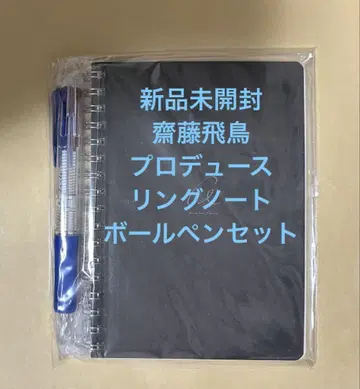 新品未開封
齋藤飛鳥
プロデュース
リングノート
ボールペンセット